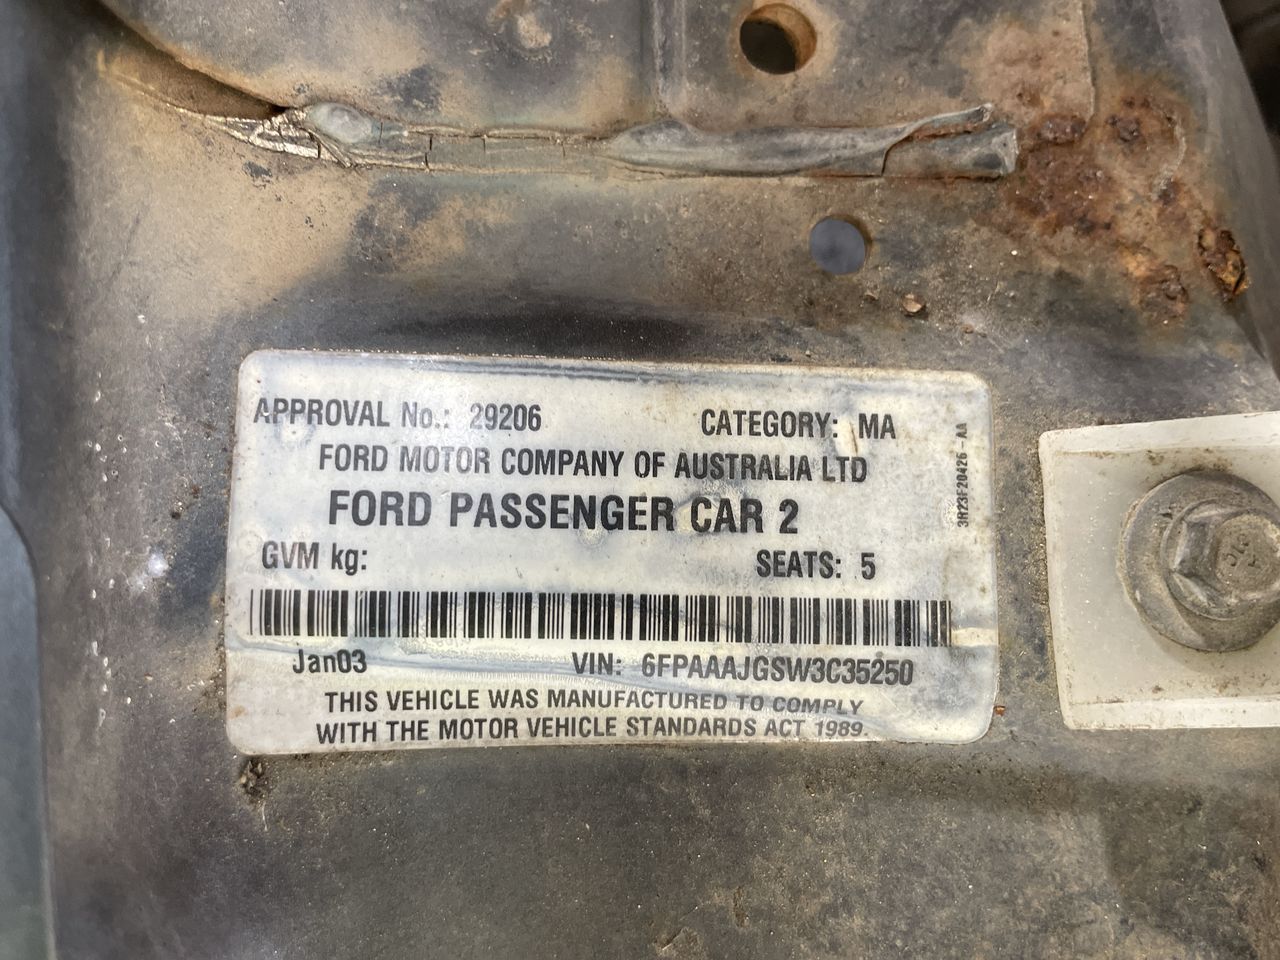 APPROVAL No.: 29206 CATEGORY: MA
FORD MOTOR COMPANY OF AUSTRALIA LTD
FORD PASSENGER CAR 2
GVM kg: SEATS: 5
Jan03 VIN: 6FPAAAJGSW3C35250
THIS VEHICLE WAS MANUFACTURED TO COMPLY
WITH THE MOTOR VEHICLE STANDARDS ACT 1989.
3R23F20426-AA